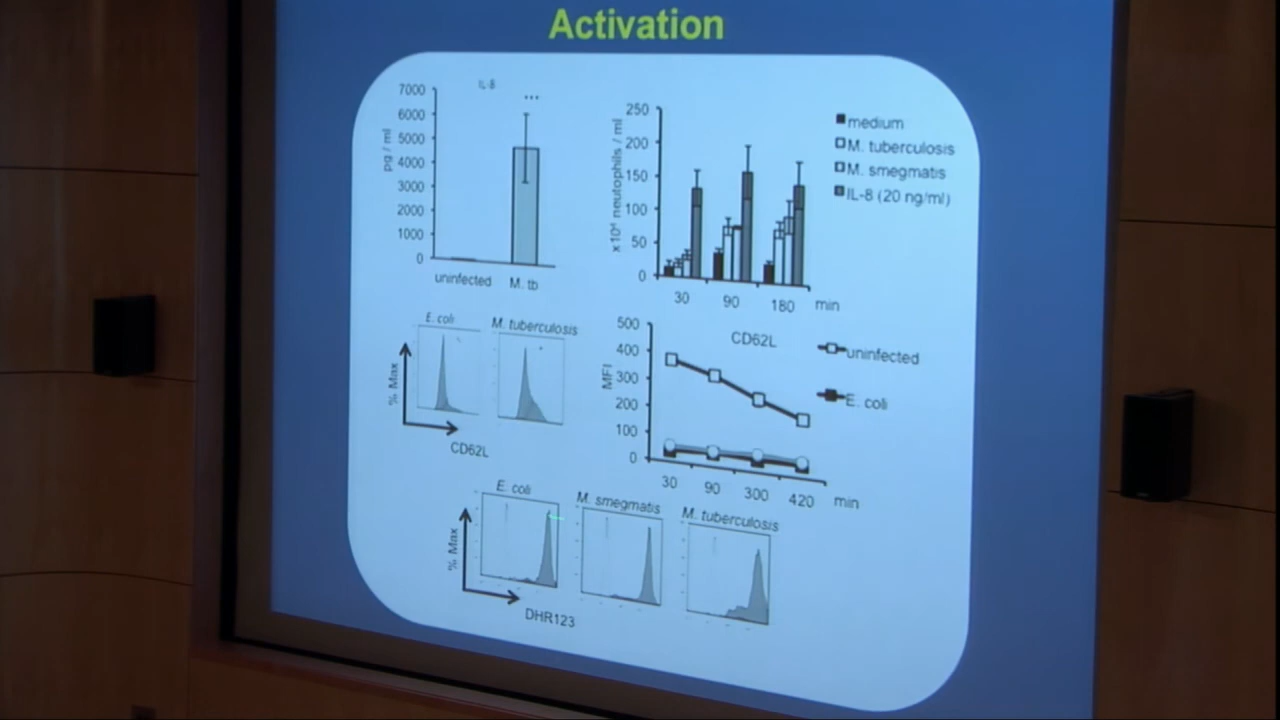 Activation
IL-8
***
7000
6000
5000
4000
3000
2000
1000
0
pg / ml
uninfected
M. tb
250
200
150
100
50
0
x10⁴ neutophils / ml
30
90
180
min
medium
M. tuberculosis
M. smegmatis
IL-8 (20 ng/ml)
E. coli
M. tuberculosis
% Max
CD62L
CD62L
500
400
300
200
100
0
MFI
30
90
300
420
min
uninfected
E. coli
E. coli
M. smegmatis
M. tuberculosis
% Max
DHR123